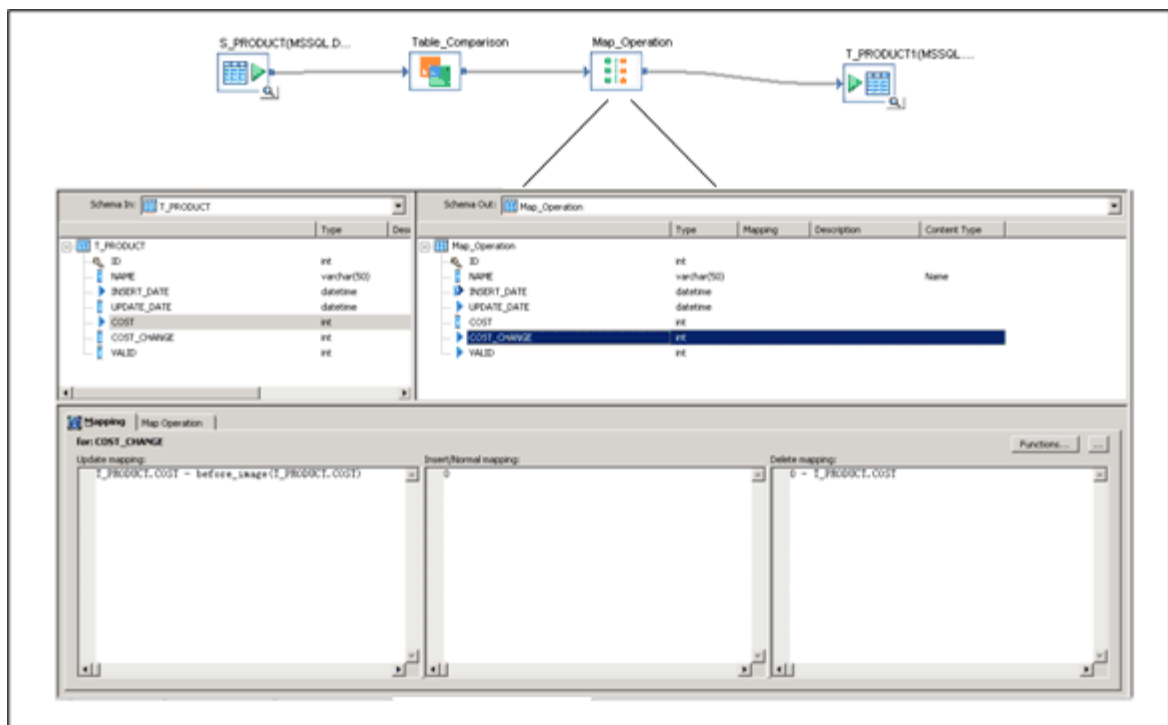 S_PRODUCT(MSSQL.D...
Table_Comparison
Map_Operation
T_PRODUCT1(MSSQL....
Schema In: T_PRODUCT
Schema Out: Map_Operation
Type
Type Mapping Description Content Type
T_PRODUCT
ID int
NAME varchar(50)
INSERT_DATE datetime
UPDATE_DATE datetime
COST int
COST_CHANGE int
VALID int
Map_Operation
ID int
NAME varchar(50) Name
INSERT_DATE datetime
UPDATE_DATE datetime
COST int
COST_CHANGE int
VALID int
Mapping Map Operation
for: COST_CHANGE
Functions... ...
Update mapping:
T_PRODUCT.COST - before_image(T_PRODUCT.COST)
Insert/Normal mapping:
0
Delete mapping:
0 - T_PRODUCT.COST